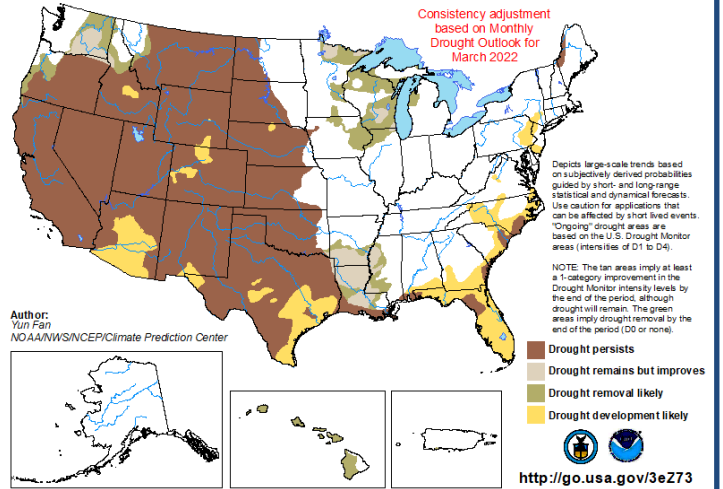 Consistency adjustment
based on Monthly
Drought Outlook for
March 2022
Depicts large-scale trends based
on subjectively derived probabilities
guided by short- and long-range
statistical and dynamical forecasts.
Use caution for applications that
can be affected by short lived events.
"Ongoing" drought areas are
based on the U.S. Drought Monitor
areas (intensities of D1 to D4).
NOTE: The tan areas imply at least
a 1-category improvement in the
Drought Monitor intensity levels by
the end of the period, although
drought will remain. The green
areas imply drought removal by the
end of the period (D0 or none).
Author:
Yun Fan
NOAA/NWS/NCEP/Climate Prediction Center
Drought persists
Drought remains but improves
Drought removal likely
Drought development likely
http://go.usa.gov/3eZ73